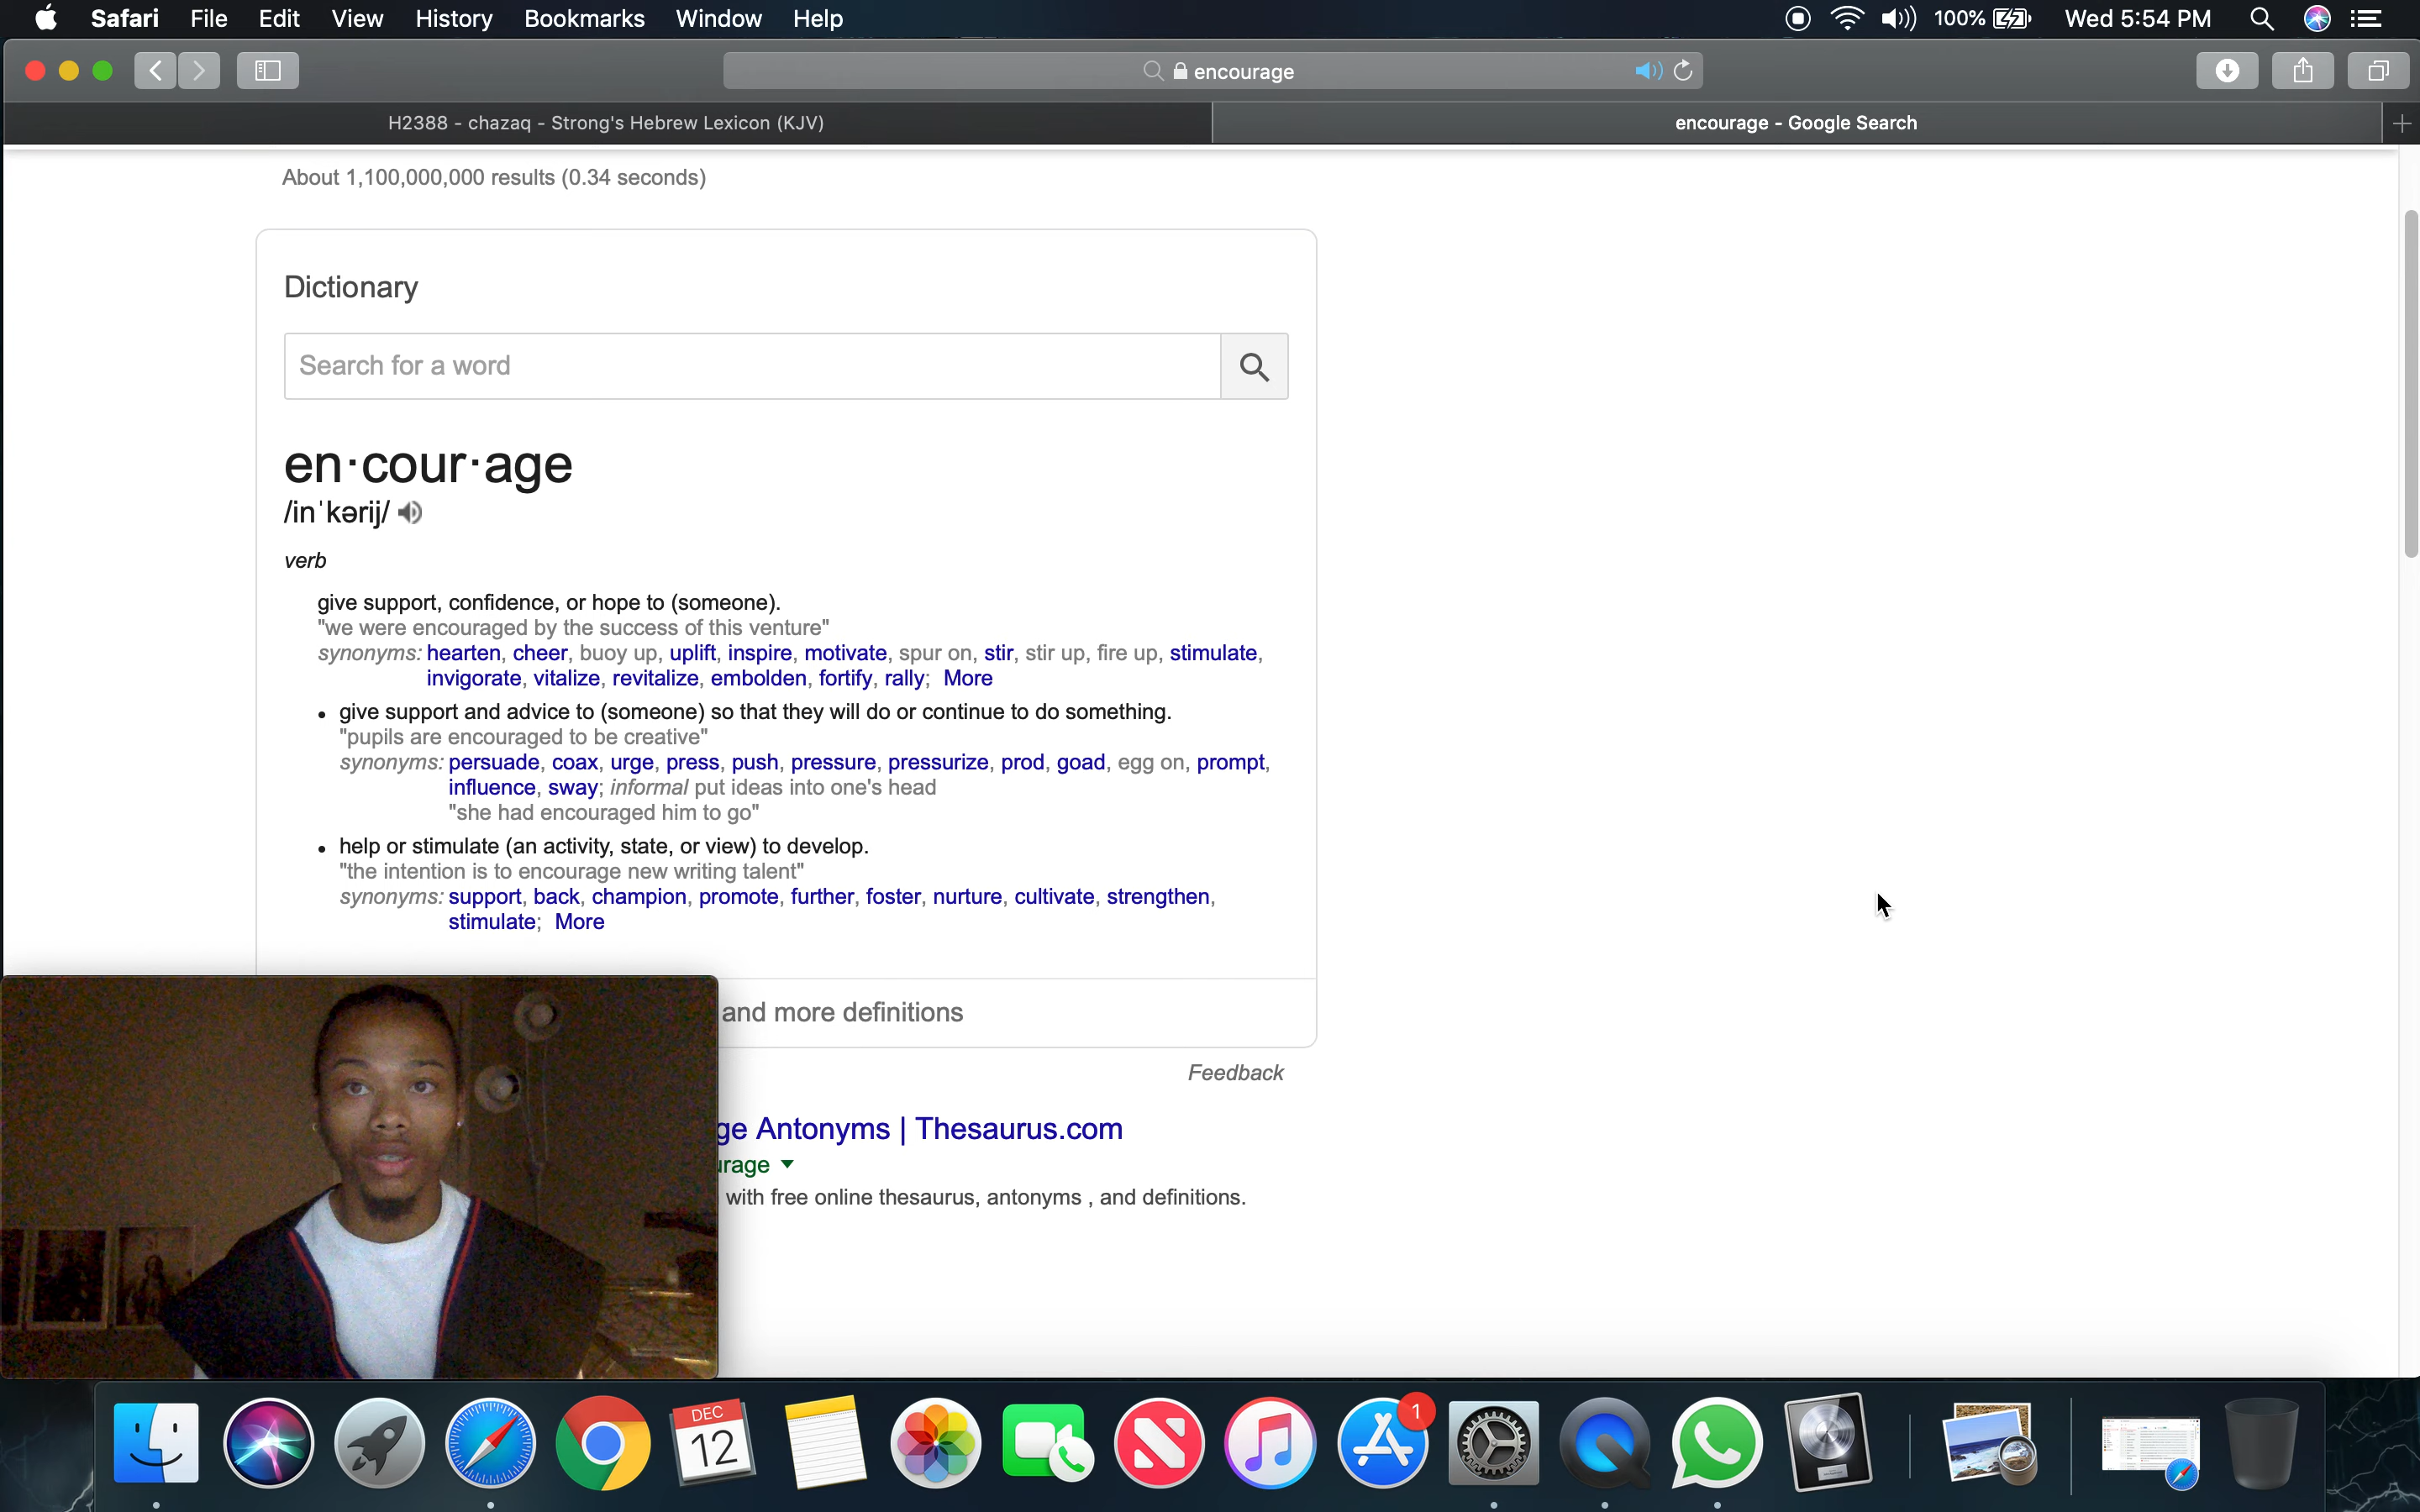 Safari File Edit View History Bookmarks Window Help 100% Wed 5:54 PM
encourage
H2388 - chazaq - Strong's Hebrew Lexicon (KJV) encourage - Google Search
About 1,100,000,000 results (0.34 seconds)
Dictionary
Search for a word
en·cour·age
/inˈkərij/
verb
give support, confidence, or hope to (someone).
"we were encouraged by the success of this venture"
synonyms: hearten, cheer, buoy up, uplift, inspire, motivate, spur on, stir, stir up, fire up, stimulate,
invigorate, vitalize, revitalize, embolden, fortify, rally; More
• give support and advice to (someone) so that they will do or continue to do something.
"pupils are encouraged to be creative"
synonyms: persuade, coax, urge, press, push, pressure, pressurize, prod, goad, egg on, prompt,
influence, sway; informal put ideas into one's head
"she had encouraged him to go"
• help or stimulate (an activity, state, or view) to develop.
"the intention is to encourage new writing talent"
synonyms: support, back, champion, promote, further, foster, nurture, cultivate, strengthen,
stimulate; More
and more definitions
Feedback
ge Antonyms | Thesaurus.com
urage
with free online thesaurus, antonyms , and definitions.
DEC
12
1